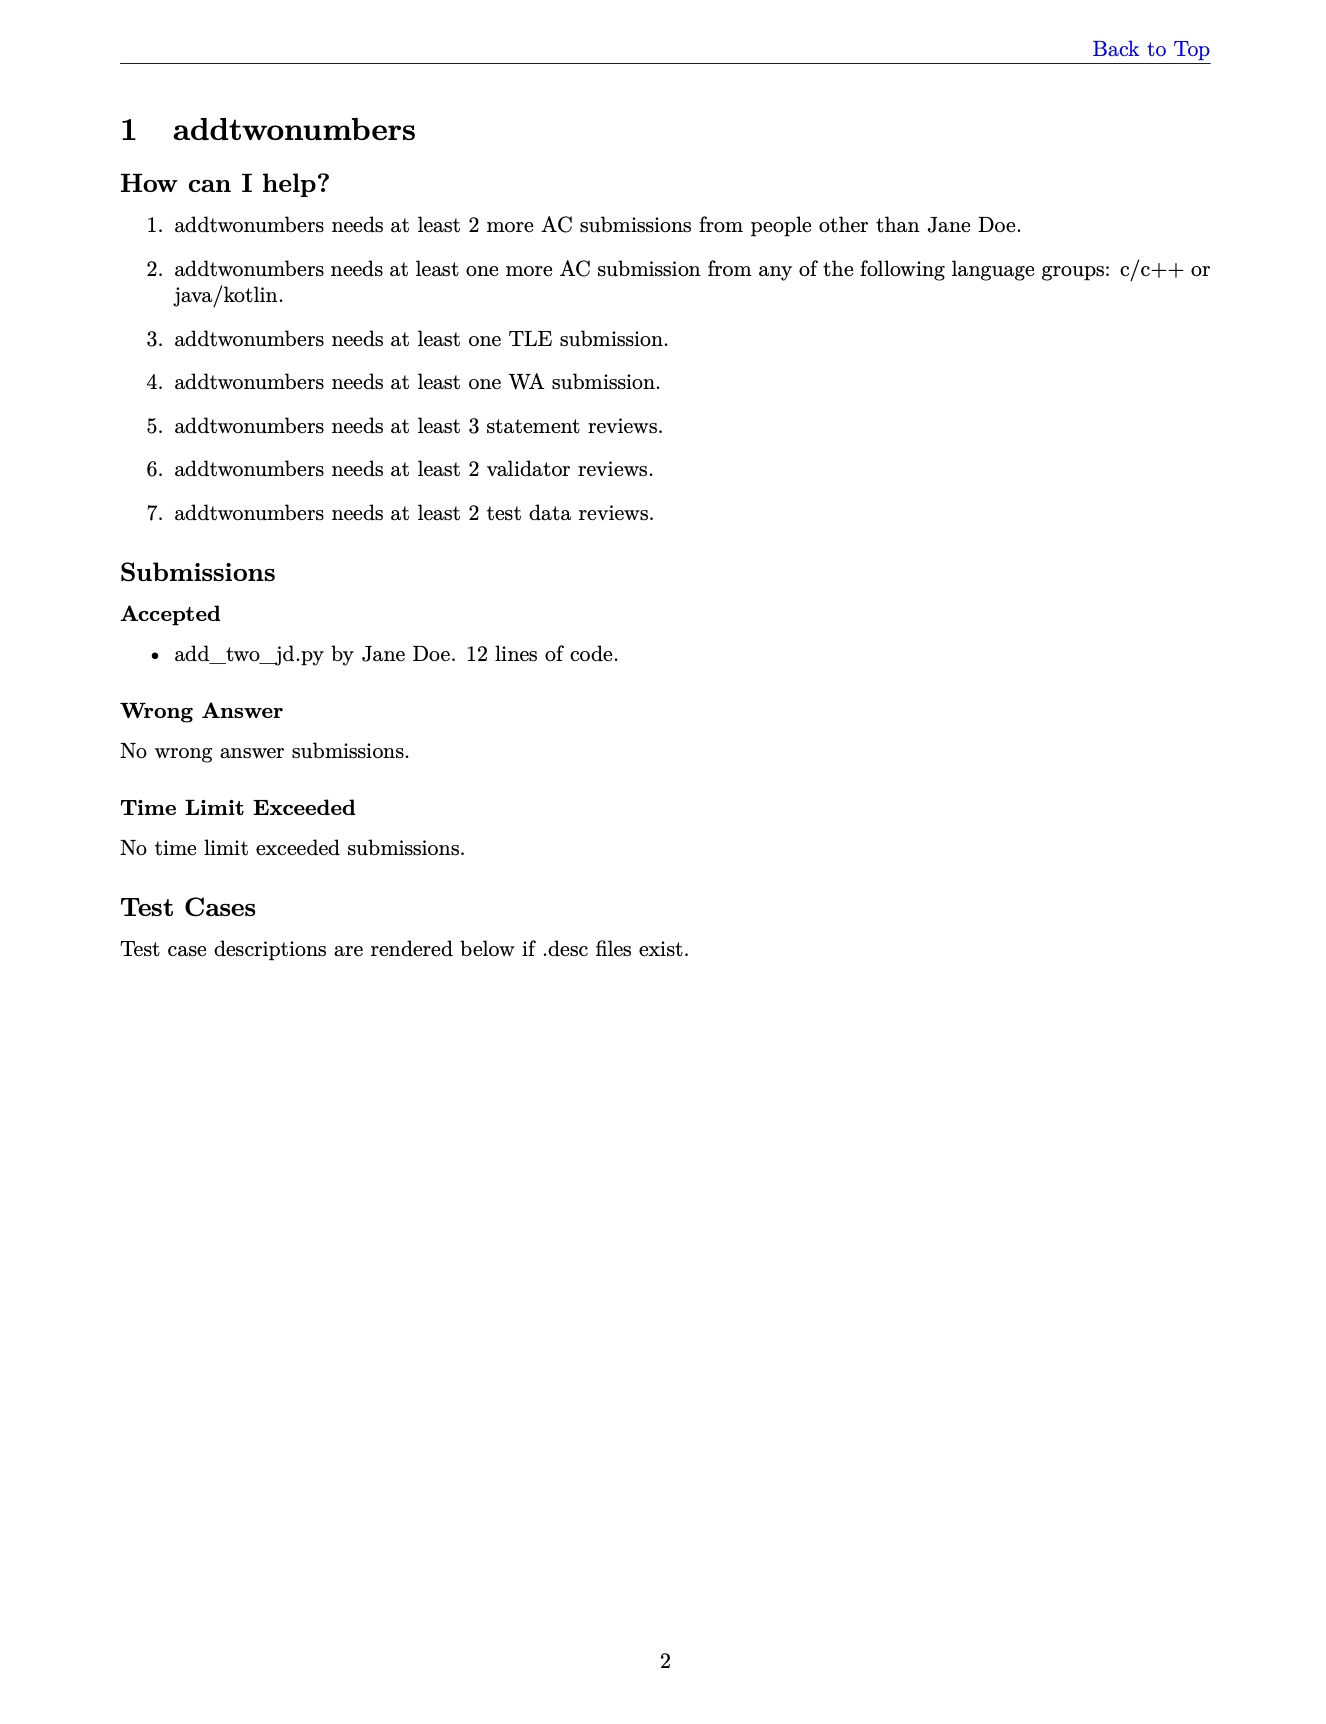 Back to Top
1 addtwonumbers
How can I help?
1. addtwonumbers needs at least 2 more AC submissions from people other than Jane Doe.
2. addtwonumbers needs at least one more AC submission from any of the following language groups: c/c++ or
java/kotlin.
3. addtwonumbers needs at least one TLE submission.
4. addtwonumbers needs at least one WA submission.
5. addtwonumbers needs at least 3 statement reviews.
6. addtwonumbers needs at least 2 validator reviews.
7. addtwonumbers needs at least 2 test data reviews.
Submissions
Accepted
• add_two_jd.py by Jane Doe. 12 lines of code.
Wrong Answer
No wrong answer submissions.
Time Limit Exceeded
No time limit exceeded submissions.
Test Cases
Test case descriptions are rendered below if .desc files exist.
2